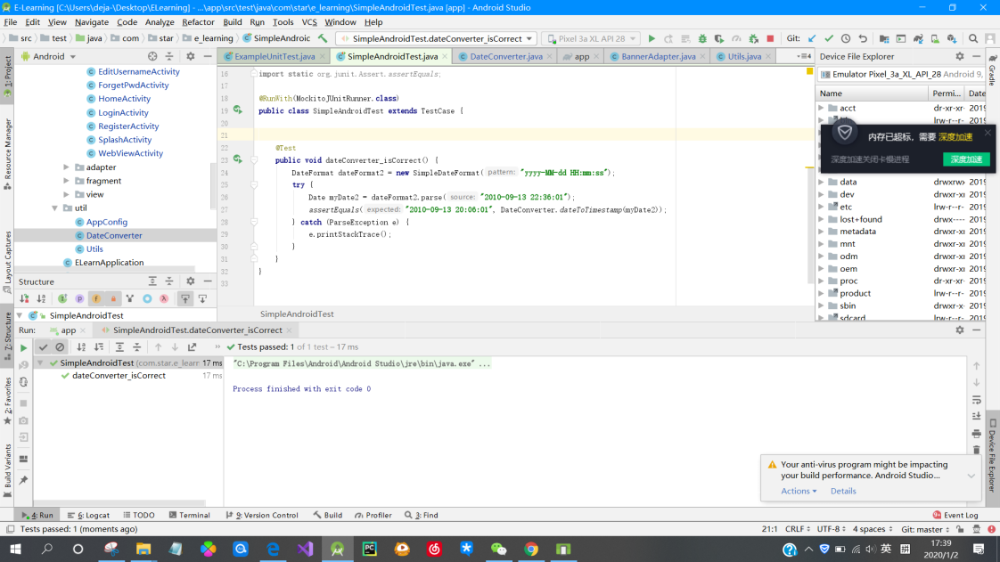 E-Learning [C:\Users\deja-\Desktop\ELearning] - ...\app\src\test\java\com\star\e_learning\SimpleAndroidTest.java [app] - Android Studio
File Edit View Navigate Code Analyze Refactor Build Run Tools VCS Window Help
src test java com star e_learning SimpleAndroic SimpleAndroidTest.dateConverter_isCorrect Pixel 3a XL API 28 Git:
Android
ExampleUnitTest.java SimpleAndroidTest.java DateConverter.java app BannerAdapter.java Utils.java
Device File Explorer
Emulator Pixel_3a_XL_API_28 Android 9,
Name Permi... Date
1: Project
Resource Manager
Layout Captures
Z: Structure
2: Favorites
Build Variants
EditUsernameActivity
ForgetPwdActivity
HomeActivity
LoginActivity
RegisterActivity
SplashActivity
WebViewActivity
adapter
fragment
view
util
AppConfig
DateConverter
Utils
ELearnApplication
Structure
SimpleAndroidTest
16 import static org.junit.Assert.assertEquals;
17
18 @RunWith(MockitoJUnitRunner.class)
19 public class SimpleAndroidTest extends TestCase {
20
21
22 @Test
23 public void dateConverter_isCorrect() {
24 DateFormat dateFormat2 = new SimpleDateFormat( pattern: "yyyy-MM-dd HH:mm:ss");
25 try {
26 Date myDate2 = dateFormat2.parse( source: "2010-09-13 22:36:01");
27 assertEquals( expected: "2010-09-13 20:06:01", DateConverter.dateToTimestamp(myDate2));
28 } catch (ParseException e) {
29 e.printStackTrace();
30 }
31 }
32 }
33
SimpleAndroidTest
acct dr-xr-xr- 2019
lrw-r--r-- 2019
内存已超标，需要 深度加速
深度加速关闭卡慢进程
深度加速
data drwxrwx 2019
dev drwxr-xr 2019
etc lrw-r--r-- 2019
lost+found drwx---- 2019
metadata drwxr-xr 2019
mnt drwxr-xr 2019
odm drwxr-xr 2019
oem drwxr-xr 2019
proc dr-xr-xr- 2019
product lrw-r--r-- 2019
sbin drwxr-x 2019
sdcard lrw-r--r-- 2019
Gradle
Device File Explorer
Run: app SimpleAndroidTest.dateConverter_isCorrect
Tests passed: 1 of 1 test – 17 ms
SimpleAndroidTest (com.star.e_learr 17 ms
dateConverter_isCorrect 17 ms
"C:\Program Files\Android\Android Studio\jre\bin\java.exe" ...
Process finished with exit code 0
Your anti-virus program might be impacting
your build performance. Android Studio...
Actions Details
4: Run 6: Logcat TODO Terminal 9: Version Control Build Profiler 3: Find Event Log
Tests passed: 1 (moments ago) 21:1 CRLF UTF-8 4 spaces Git: master
英 拼
17:39
2020/1/2